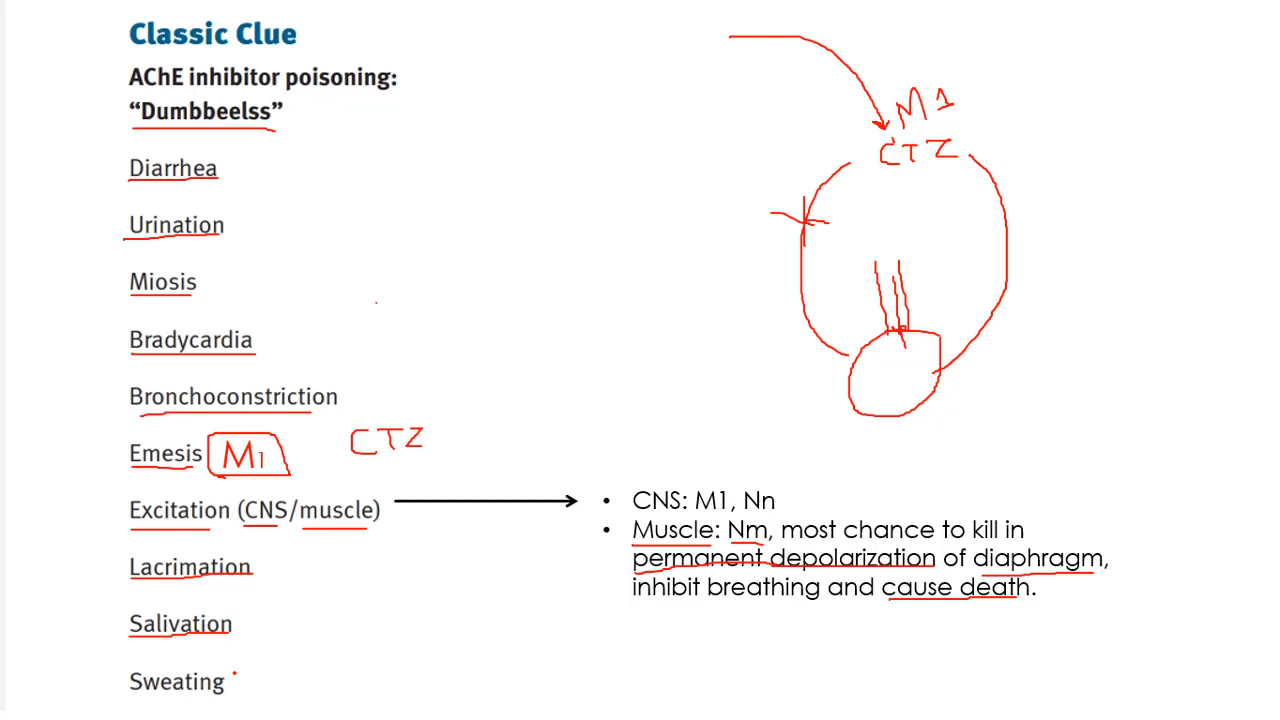 Classic Clue
AChE inhibitor poisoning:
“Dumbbeelss”
Diarrhea
Urination
Miosis
Bradycardia
Bronchoconstriction
Emesis M1 CTZ
Excitation (CNS/muscle)
Lacrimation
Salivation
Sweating
M1
CTZ
• CNS: M1, Nn
• Muscle: Nm, most chance to kill in
permanent depolarization of diaphragm,
inhibit breathing and cause death.